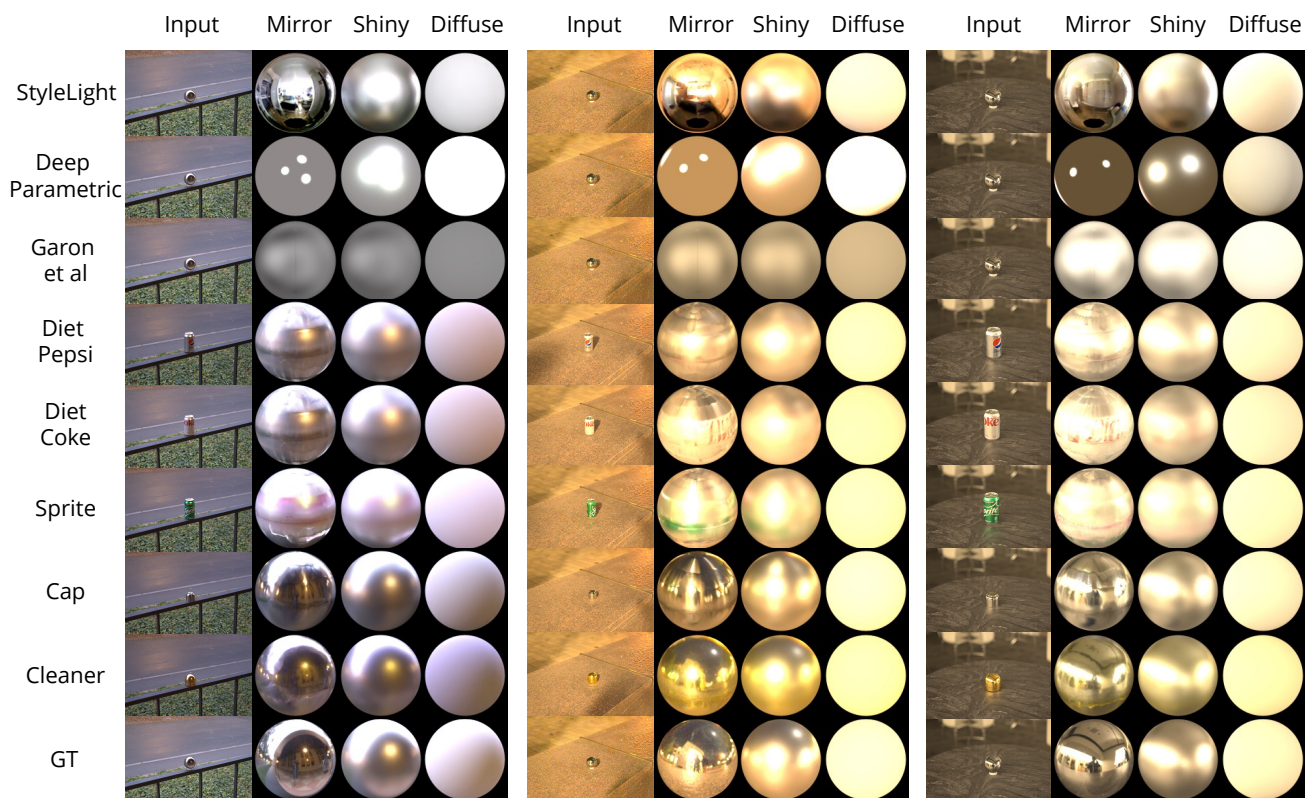 Input Mirror Shiny Diffuse Input Mirror Shiny Diffuse Input Mirror Shiny Diffuse
StyleLight
Deep
Parametric
Garon
et al
Diet
Pepsi
Diet
Coke
Sprite
Cap
Cleaner
GT